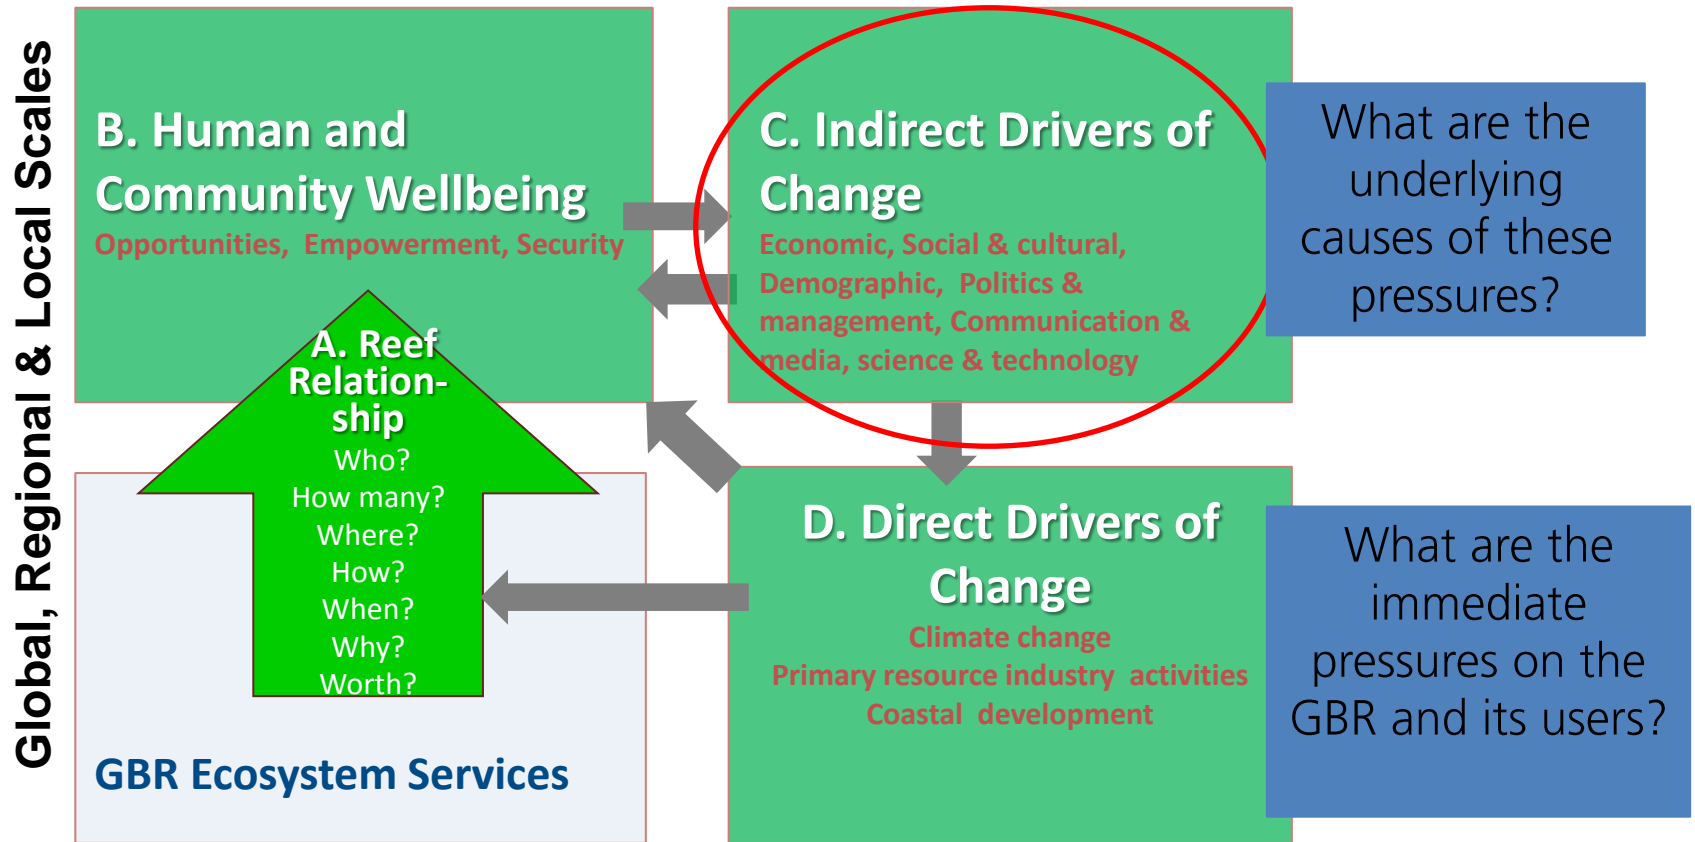 Global, Regional & Local Scales
B. Human and
Community Wellbeing
Opportunities, Empowerment, Security
C. Indirect Drivers of
Change
Economic, Social & cultural,
Demographic, Politics &
management, Communication &
media, science & technology
What are the
underlying
causes of these
pressures?
A. Reef
Relation-
ship
Who?
How many?
Where?
How?
When?
Why?
Worth?
GBR Ecosystem Services
D. Direct Drivers of
Change
Climate change
Primary resource industry activities
Coastal development
What are the
immediate
pressures on the
GBR and its users?